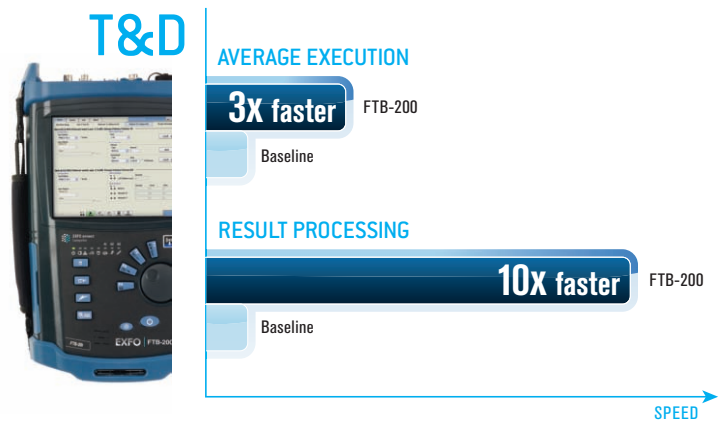 T&D
AVERAGE EXECUTION
3X faster
FTB-200
Baseline
RESULT PROCESSING
10X faster
FTB-200
Baseline
SPEED
EXFO FTB-200